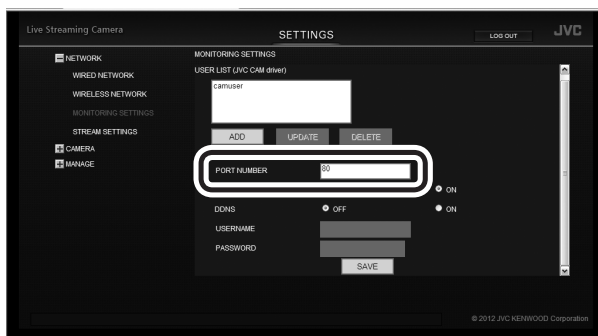 Live Streaming Camera
SETTINGS
LOG OUT
JVC
NETWORK
WIRED NETWORK
WIRELESS NETWORK
MONITORING SETTINGS
STREAM SETTINGS
CAMERA
MANAGE
MONITORING SETTINGS
USER LIST (JVC CAM driver)
camuser
ADD UPDATE DELETE
PORT NUMBER 80
ON
DDNS OFF ON
USERNAME
PASSWORD
SAVE
© 2012 JVC KENWOOD Corporation